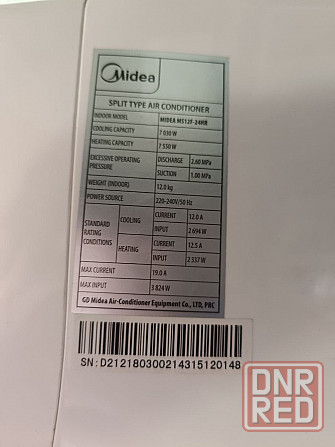 Midea
SPLIT TYPE AIR CONDITIONER
INDOOR MODEL MIDEA MS12F-24HR
COOLING CAPACITY 7 030 W
HEATING CAPACITY 7 550 W
EXCESSIVE OPERATING PRESSURE DISCHARGE 2.60 MPa
SUCTION 1.00 MPa
WEIGHT (INDOOR) 12.0 kg
POWER SOURCE 220-240V/50 Hz
STANDARD RATING CONDITIONS COOLING CURRENT 12.0 A
INPUT 2 694 W
HEATING CURRENT 12.5 A
INPUT 2 337 W
MAX CURRENT 19.0 A
MAX INPUT 3 824 W
GD Midea Air-Conditioner Equipment Co., LTD, PRC
SN: D2121803002143151201​48
DNR
RED